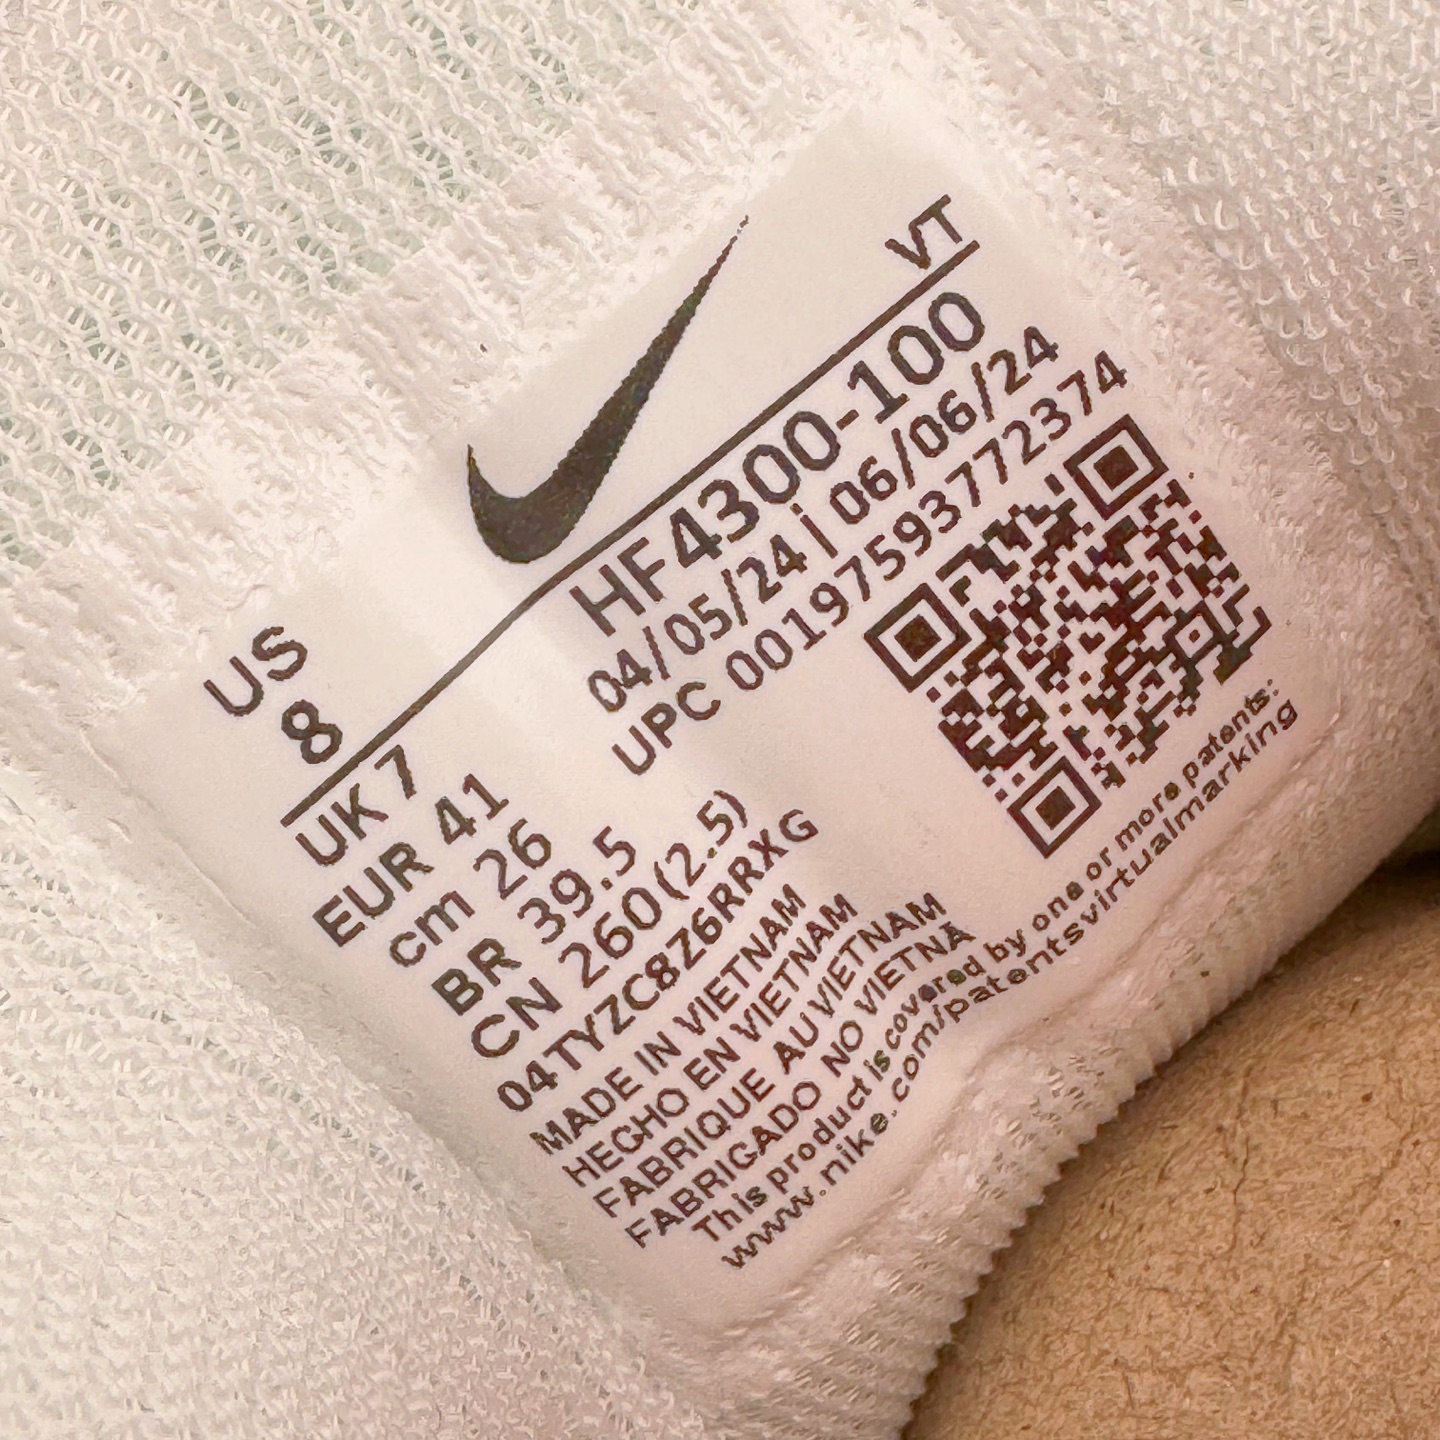 VT
US
8
HF4300-100
04/05/24 | 06/06/24
UPC 00197593772374
UK 7
EUR 41
cm 26
BR 39.5
CN 260(2.5)
04TYZC8Z6RRXG
MADE IN VIETNAM
HECHO EN VIETNAM
FABRIQUE AU VIETNAM
FABRICADO NO VIETNÃ
This product is covered by one or more patents:
www.nike.com/patentsvirtualmarking